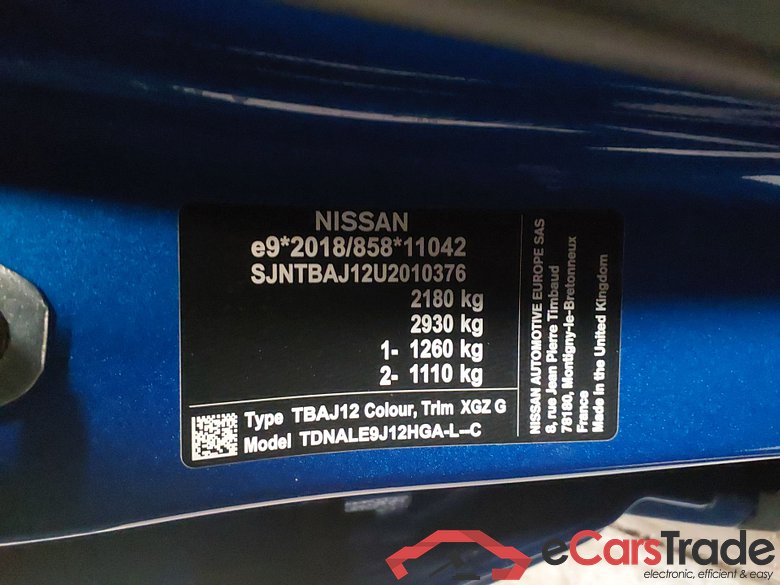 NISSAN
e9*2018/858*11042
SJNTBAJ12U2010376
2180 kg
2930 kg
1- 1260 kg
2- 1110 kg
Type TBAJ12 Colour, Trim XGZ G
Model TDNALE9J12HGA-L--C
NISSAN AUTOMOTIVE EUROPE SAS
8, rue Jean Pierre Timbaud
78180, Montigny-le-Bretonneux
France
Made in the United Kingdom
eCarsTrade
electronic, efficient & easy